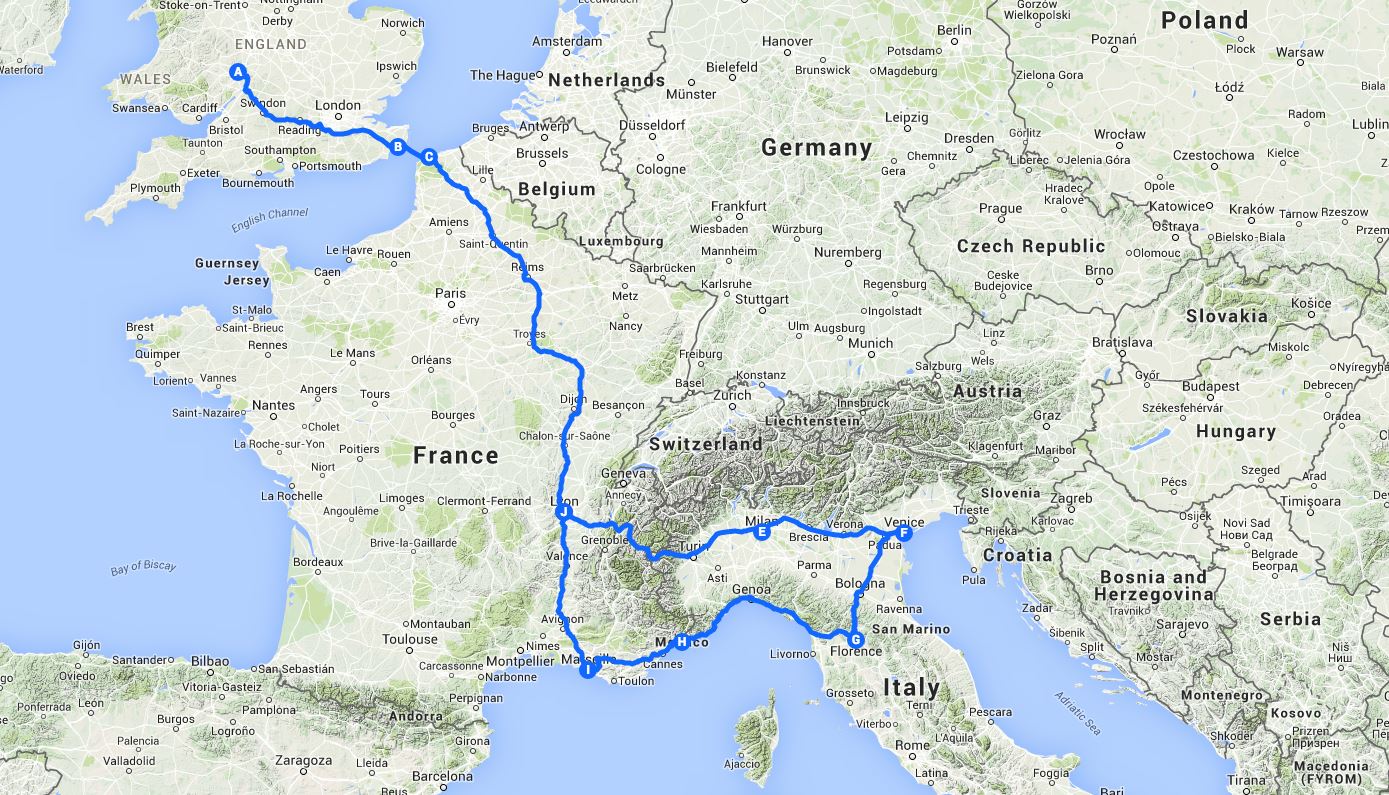 Stoke-on-Trent
Nottingham
Derby
Norwich
ENGLAND
A
WALES
Ipswich
Waterford
Swansea
Cardiff
Swindon
London
Bristol
Reading
Taunton
Southampton
Portsmouth
Exeter
Bournemouth
Plymouth
B
C
English Channel
Guernsey
Jersey
Leeuwarden
Amsterdam
The Hague
Netherlands
Hanover
Bielefeld
Münster
Brunswick
Potsdam
Berlin
Magdeburg
Gorzów
Wielkopolski
Poland
Poznań
Plock
Warsaw
Zielona Gora
Łódź
Biala
Radom
Lublin
Bruges
Antwerp
Brussels
Lille
Belgium
Düsseldorf
Cologne
Germany
Leipzig
Dresden
Görlitz
Chemnitz
Gera
Liberec
Jelenia Góra
Wrocław
Czestochowa
Kielce
Opole
Hradec
Kralove
Katowice
Kraków
Tarnow
Rzeszow
Ostrava
Bielsko-Biala
Przem
Frankfurt
Wiesbaden
Würzburg
Prague
Czech Republic
Olomouc
Brno
Ceske
Budejovice
Amiens
Saint-Quentin
Luxembourg
Mannheim
Nuremberg
Saarbrücken
Le Havre
Rouen
Caen
Reims
Metz
Karlsruhe
Stuttgart
Regensburg
Ingolstadt
Paris
Évry
Nancy
Ulm
Augsburg
Munich
Linz
Wels
Slovakia
Košice
Bratislava
Miskolc
St-Malo
Brest
Saint-Brieuc
Rennes
Quimper
Le Mans
Orléans
Troyes
Freiburg
Salzburg
Győr
Budapest
Nyíregyhá
Debrecen
Lorient
Vannes
Angers
Tours
Basel
Konstanz
Zurich
Austria
Székesfehérvár
Oradea
Saint-Nazaire
Nantes
Cholet
Bourges
Dijon
Besançon
Liechtenstein
Innsbruck
Graz
Hungary
La Roche-sur-Yon
Niort
Chalon-sur-Saône
France
Switzerland
Klagenfurt
Maribor
Szeged
Arad
La Rochelle
Limoges
Clermont-Ferrand
Geneva
Annecy
Pécs
Angoulême
Lyon
J
Slovenia
Zagreb
Timișoara
Trieste
Karlovac
Osijek
Novi Sad
Нови Сад
Brive-la-Gaillarde
Grenoble
Milan
E
Verona
Brescia
Venice
F
Padua
Rijeka
Croatia
Belgrade
Београд
Bay of Biscay
Bordeaux
Valence
Turin
Asti
Parma
Pula
Bosnia and
Herzegovina
Travnik
Serbia
Genoa
Bologna
Ravenna
Zadar
Sarajevo
Avignon
Montauban
Toulouse
Nimes
Montpellier
Monaco
H
San Marino
G
Florence
Livorno
Šibenik
Split
Mostar
Niš
Ниш
Gijón
Oviedo
Santander
Bilbao
San Sebastián
Carcassonne
Narbonne
Marseille
I
Cannes
Toulon
Vitoria-Gasteiz
Pamplona
León
Ponferrada
Burgos
Logroño
Andorra
Perpignan
Girona
Italy
Grosseto
Terni
Viterbo
Pescara
L'Aquila
Adriatic Sea
Montenegro
Kosovo
Prizren
Призрен
Shkoder
Palencia
Valladolid
Zaragoza
Lleida
Barcelona
Ajaccio
Rome
Latina
Foggia
Bari
Tirana
Macedonia
(FYROM)